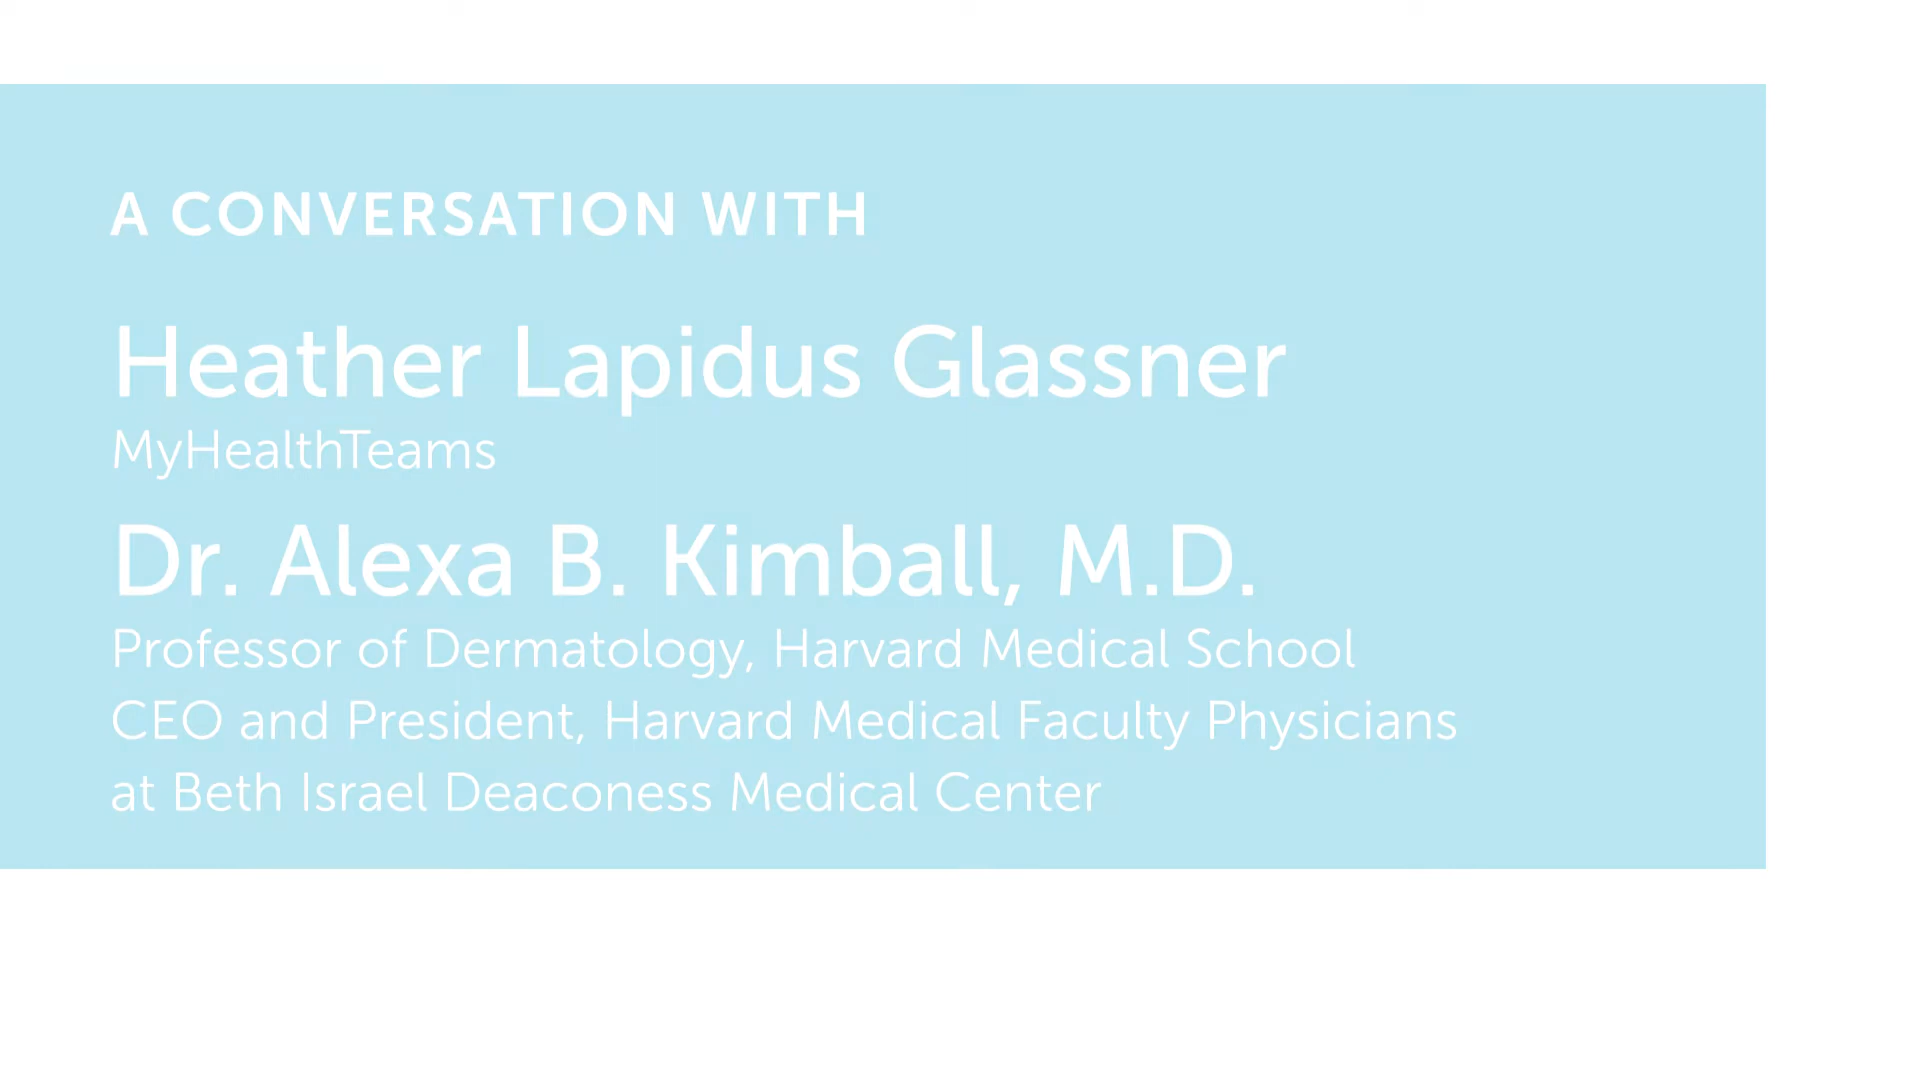 A CONVERSATION WITH
Heather Lapidus Glassner
MyHealthTeams
Dr. Alexa B. Kimball, M.D.
Professor of Dermatology, Harvard Medical School
CEO and President, Harvard Medical Faculty Physicians
at Beth Israel Deaconess Medical Center